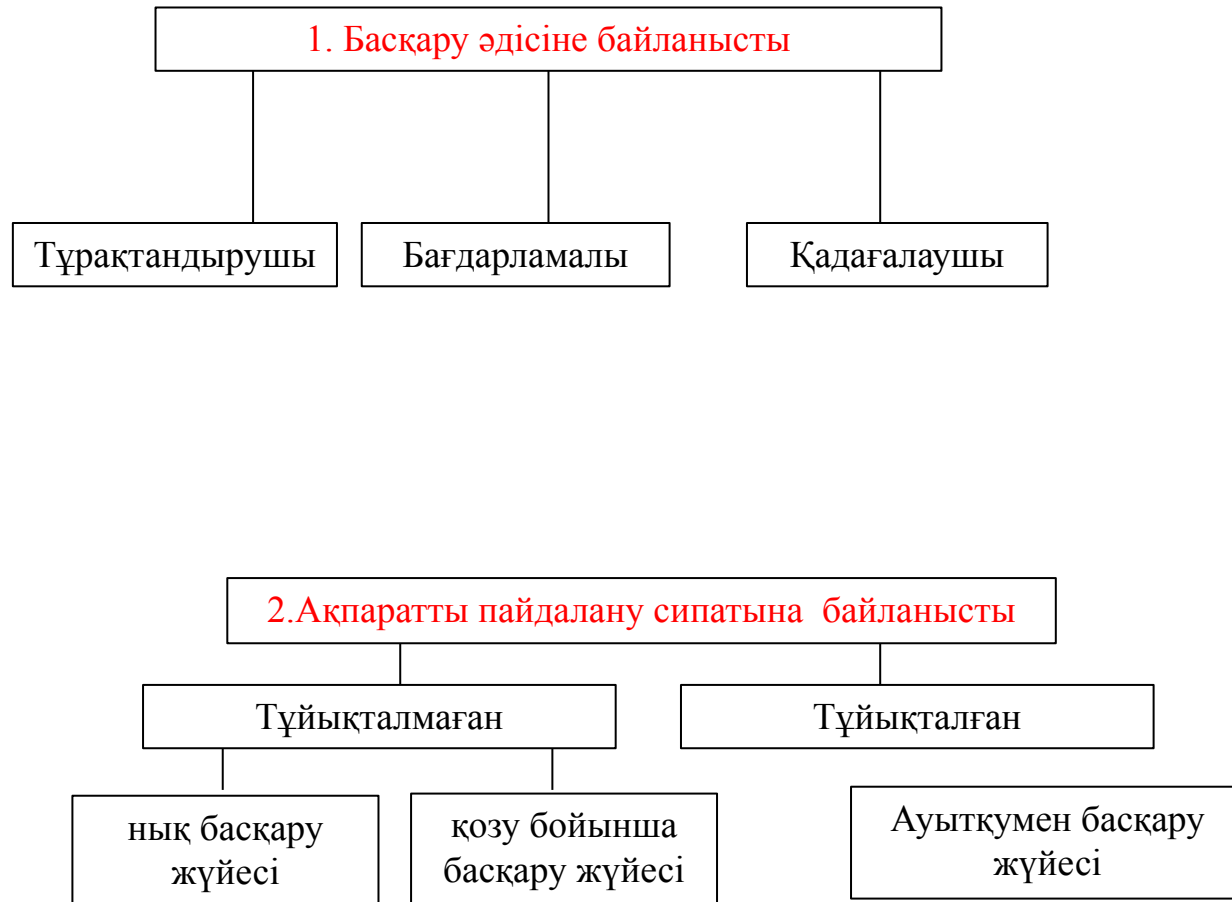 1. Басқару әдісіне байланысты
Тұрақтандырушы
Бағдарламалы
Қадағалаушы
2.Ақпаратты пайдалану сипатына байланысты
Тұйықталмаған
Тұйықталған
нық басқару
жүйесі
қозу бойынша
басқару жүйесі
Ауытқумен басқару
жүйесі